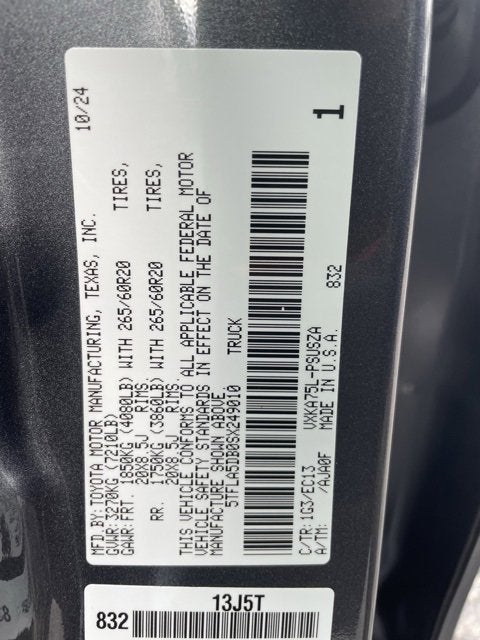 MFD.BY: TOYOTA MOTOR MANUFACTURING, TEXAS, INC. 10/24
GVWR: 3270KG (7210LB)
GAWR: FRT. 1850KG (4080LB) WITH 265/60R20 TIRES,
20X8.5J RIMS.
RR. 1750KG (3860LB) WITH 265/60R20 TIRES,
20X8.5J RIMS.
THIS VEHICLE CONFORMS TO ALL APPLICABLE FEDERAL MOTOR
VEHICLE SAFETY STANDARDS IN EFFECT ON THE DATE OF
MANUFACTURE SHOWN ABOVE.
5TFLA5DB0SX249010 TRUCK
C/TR: 1G3/EC13 VXKA75L-PSUSZA 832
A/TM: /AJA0F MADE IN U.S.A.
1
13J5T
832